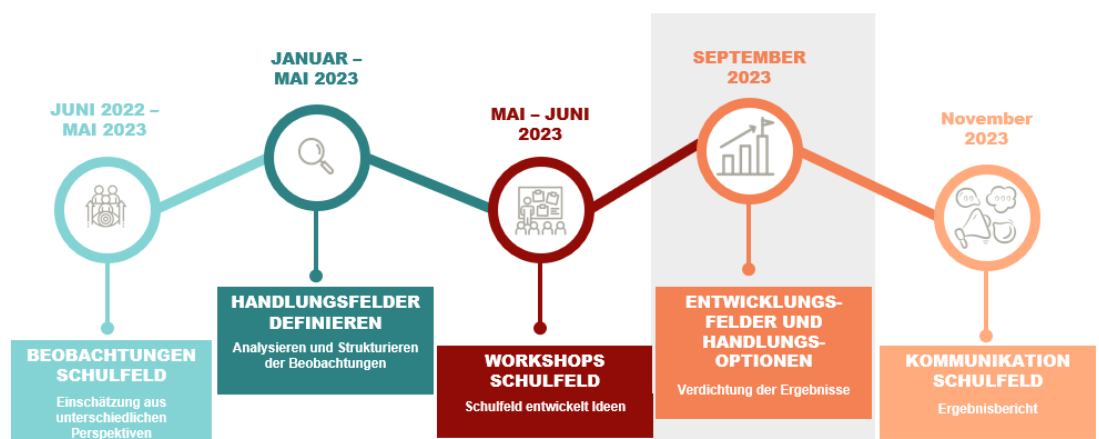 JUNI 2022 –
MAI 2023
BEOBACHTUNGEN
SCHULFELD
Einschätzung aus
unterschiedlichen
Perspektiven
JANUAR –
MAI 2023
HANDLUNGSFELDER
DEFINIEREN
Analysieren und Strukturieren
der Beobachtungen
MAI – JUNI
2023
WORKSHOPS
SCHULFELD
Schulfeld entwickelt Ideen
SEPTEMBER
2023
ENTWICKLUNGS-
FELDER UND
HANDLUNGS-
OPTIONEN
Verdichtung der Ergebnisse
November
2023
KOMMUNIKATION
SCHULFELD
Ergebnisbericht